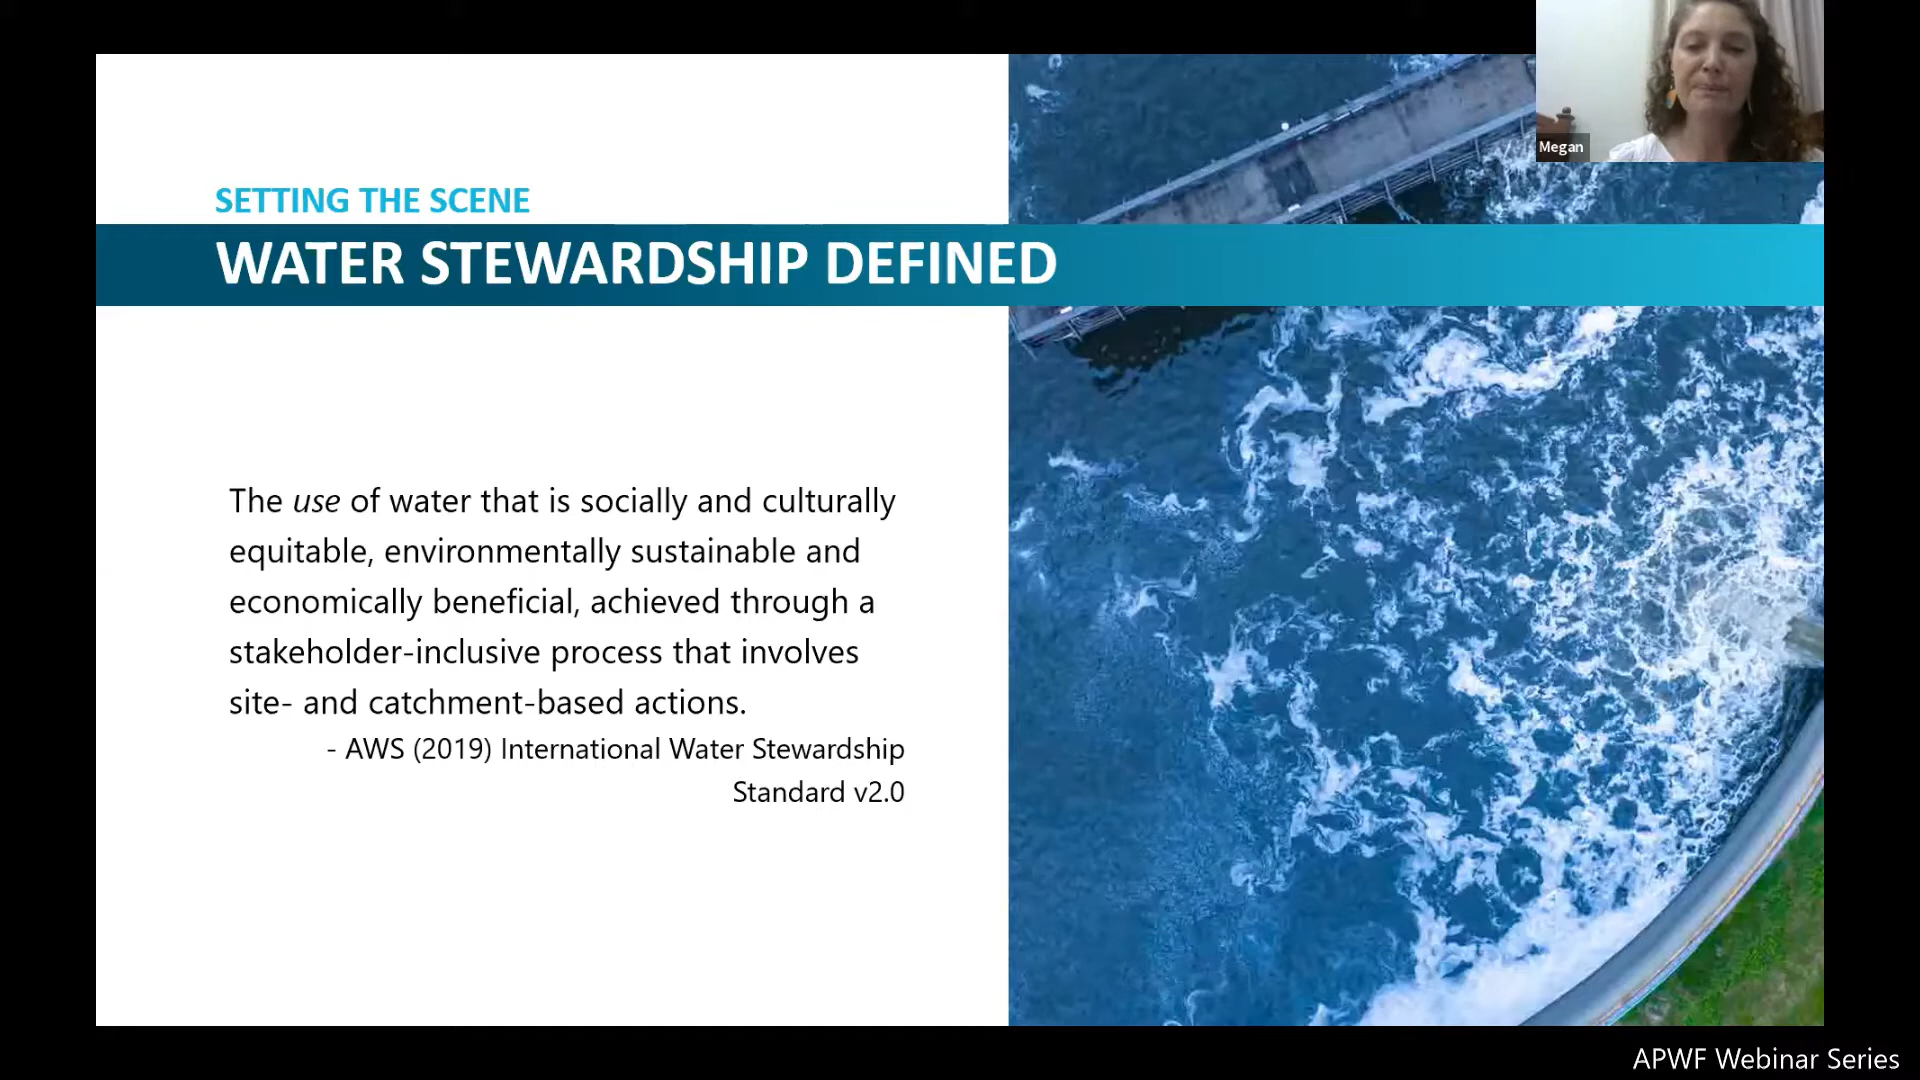 Megan
SETTING THE SCENE
WATER STEWARDSHIP DEFINED
The use of water that is socially and culturally
equitable, environmentally sustainable and
economically beneficial, achieved through a
stakeholder-inclusive process that involves
site- and catchment-based actions.
- AWS (2019) International Water Stewardship
Standard v2.0
APWF Webinar Series